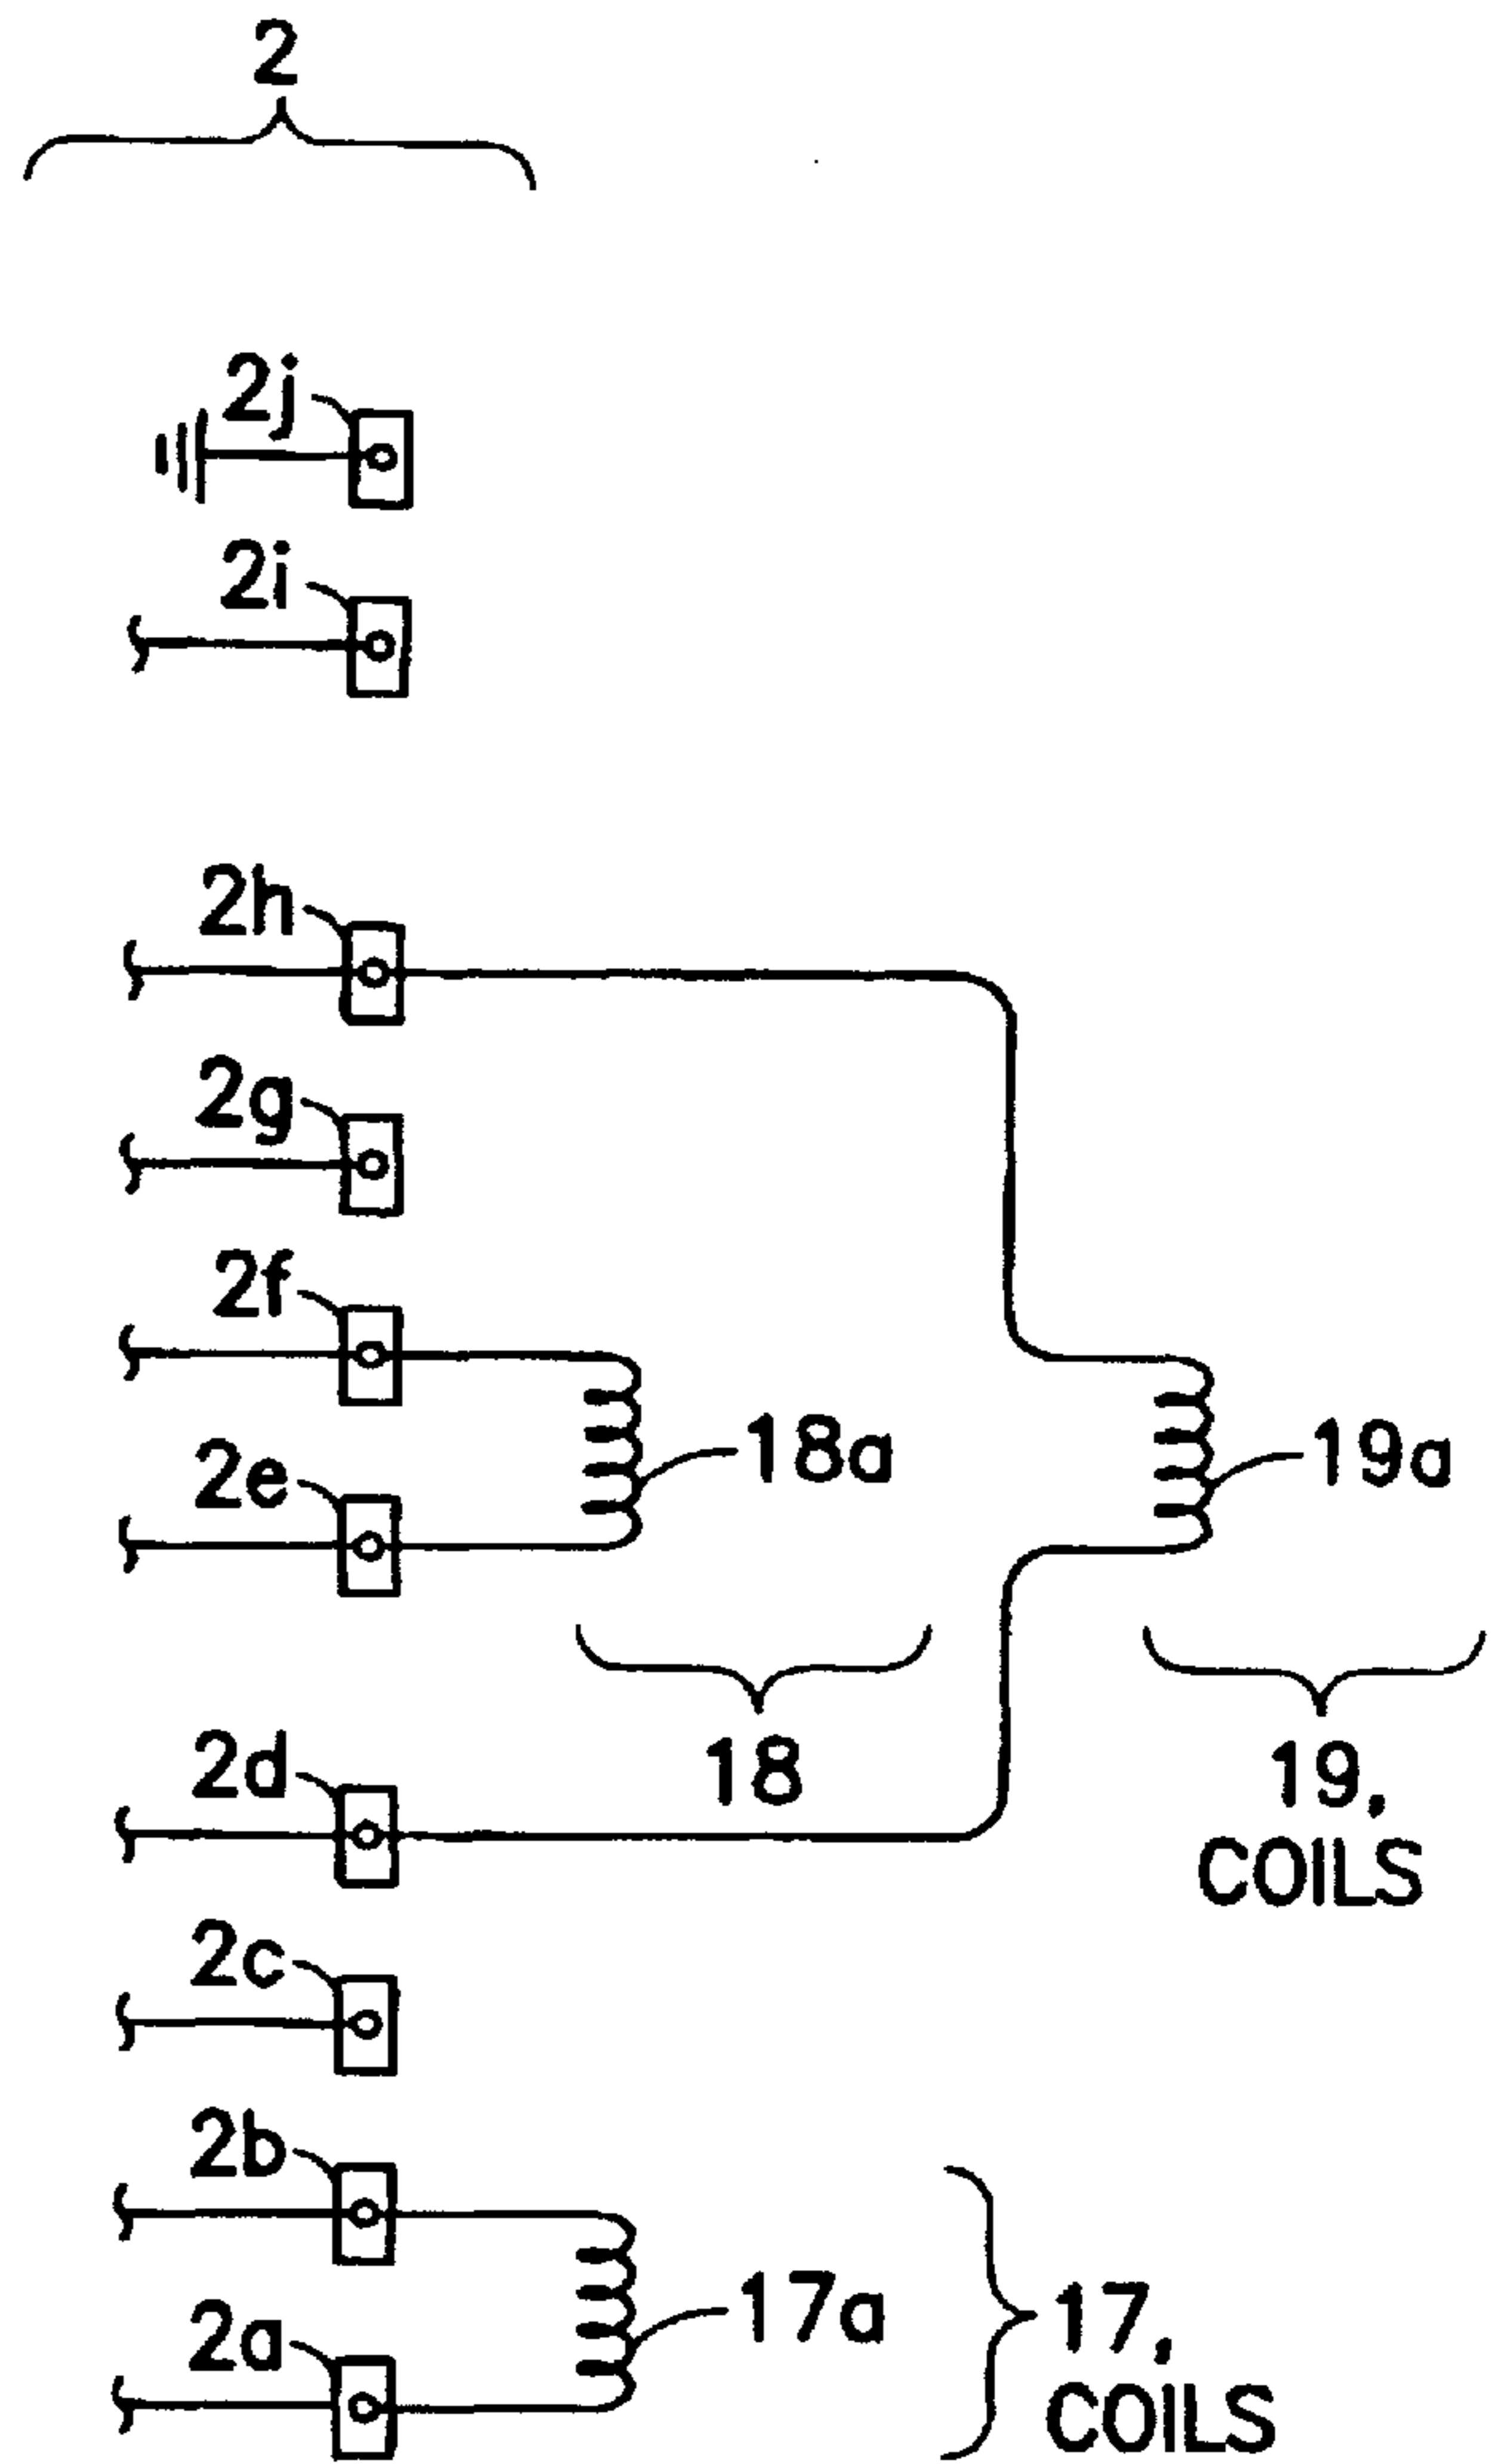 2
2j
2i
2h
2g
2f
2e
18a
19a
2d
18
19,
COILS
2c
2b
2a
17a
17,
COILS